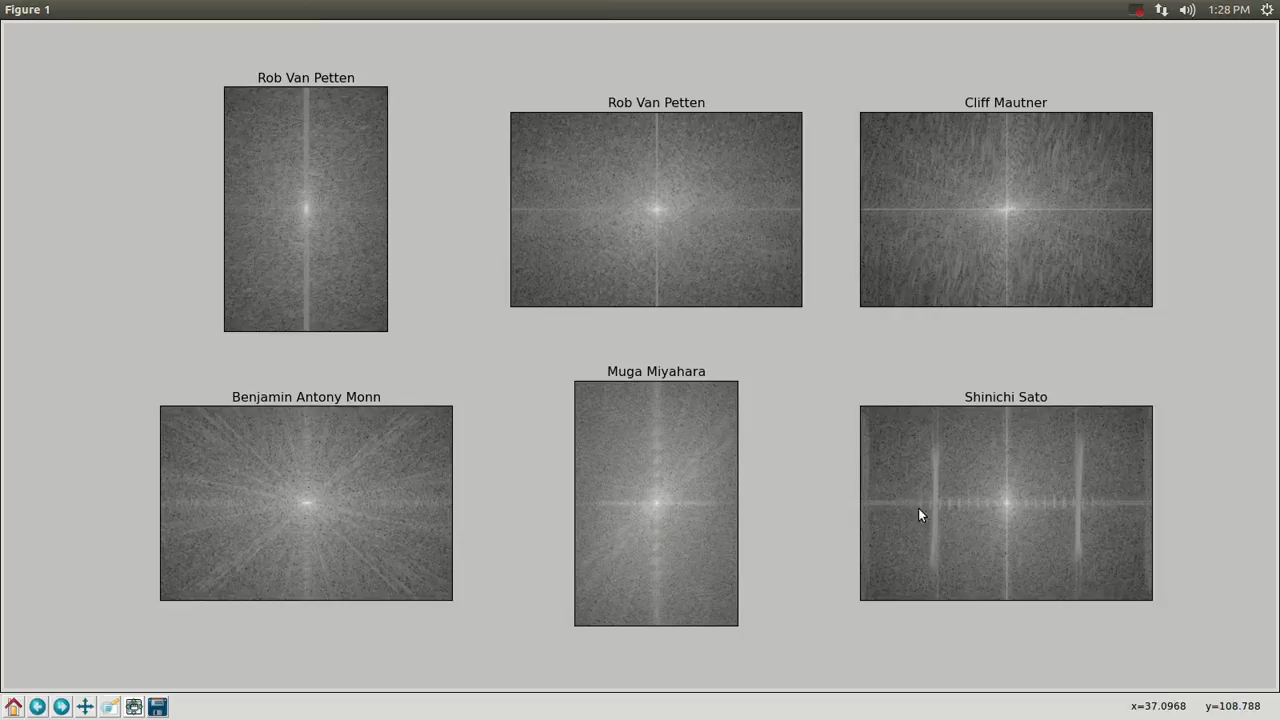 Figure 1
1:28 PM
Rob Van Petten
Rob Van Petten
Cliff Mautner
Benjamin Antony Monn
Muga Miyahara
Shinichi Sato
x=37.0968 y=108.788